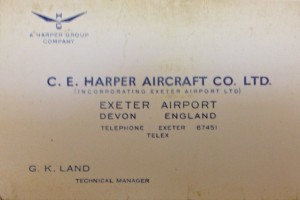 H
C
A HARPER GROUP
COMPANY
C. E. HARPER AIRCRAFT CO. LTD.
(INCORPORATING EXETER AIRPORT LTD)
EXETER AIRPORT
DEVON ENGLAND
TELEPHONE EXETER 67451
TELEX
G. K. LAND
TECHNICAL MANAGER